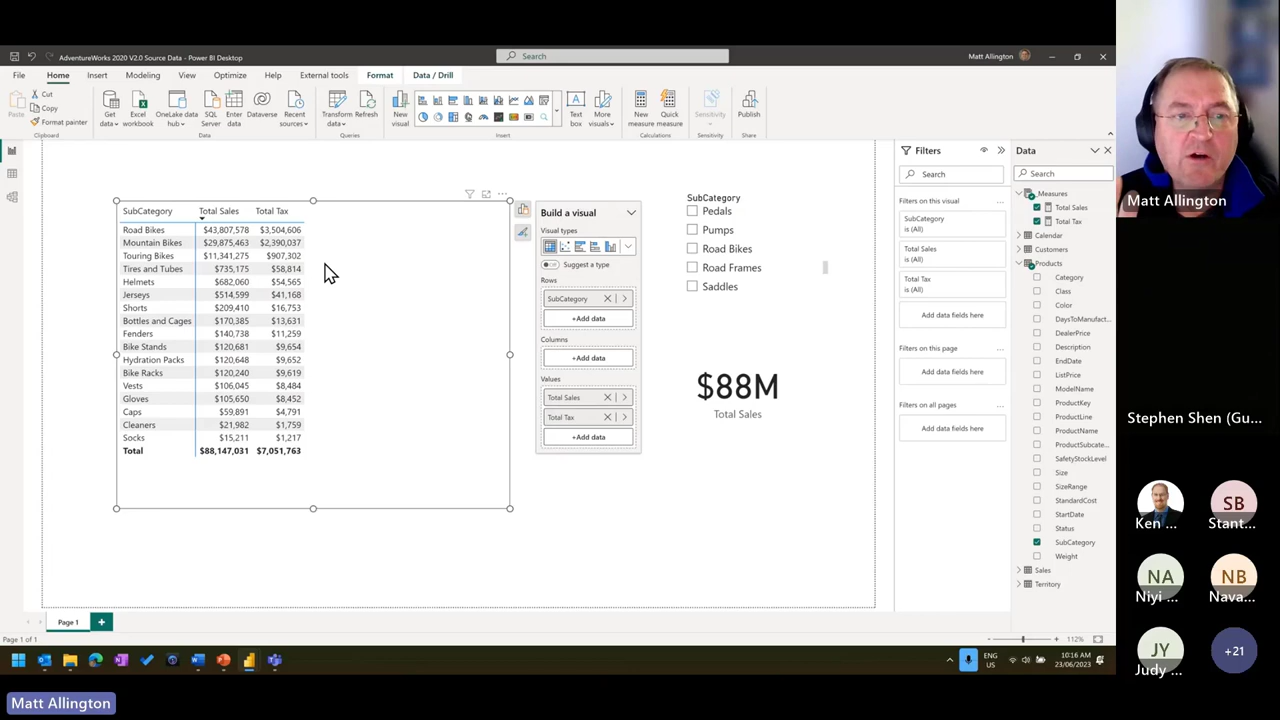 AdventureWorks 2020 V2.0 Source Data - Power BI Desktop
Search
Matt Allington
File Home Insert Modeling View Optimize Help External tools Format Data / Drill
Paste
Cut
Copy
Format painter
Clipboard
Get data
Excel workbook
OneLake data hub
SQL Server
Enter data
Dataverse
Recent sources
Data
Transform data
Refresh
Queries
New visual
Text box
More visuals
Insert
New measure
Quick measure
Calculations
Sensitivity
Sensitivity
Publish
Share
SubCategory Total Sales Total Tax
Road Bikes $43,807,578 $3,504,606
Mountain Bikes $29,875,463 $2,390,037
Touring Bikes $11,341,275 $907,302
Tires and Tubes $735,175 $58,814
Helmets $682,060 $54,565
Jerseys $514,599 $41,168
Shorts $209,410 $16,753
Bottles and Cages $170,385 $13,631
Fenders $140,738 $11,259
Bike Stands $120,681 $9,654
Hydration Packs $120,648 $9,652
Bike Racks $120,240 $9,619
Vests $106,045 $8,484
Gloves $105,650 $8,452
Caps $59,891 $4,791
Cleaners $21,982 $1,759
Socks $15,211 $1,217
Total $88,147,031 $7,051,763
Build a visual
Visual types
Suggest a type
Rows
SubCategory
+Add data
Columns
+Add data
Values
Total Sales
Total Tax
+Add data
SubCategory
Pedals
Pumps
Road Bikes
Road Frames
Saddles
$88M
Total Sales
Filters
Search
Filters on this visual ...
SubCategory
is (All)
Total Sales
is (All)
Total Tax
is (All)
Add data fields here
Filters on this page ...
Add data fields here
Filters on all pages ...
Add data fields here
Data
Search
Measures
Total Sales
Total Tax
Calendar
Customers
Products
Category
Class
Color
DaysToManufact...
DealerPrice
Description
EndDate
ListPrice
ModelName
ProductKey
ProductLine
ProductName
ProductSubcate...
SafetyStockLevel
Size
SizeRange
StandardCost
StartDate
Status
SubCategory
Weight
Sales
Territory
Page 1
Page 1 of 1
112%
ENG
US
10:16 AM
23/06/2023
Matt Allington
Matt Allington
Stephen Shen (Gu...
Ken ...
SB
Stant...
NA
Niyi ...
NB
Nava...
JY
Judy ...
+21